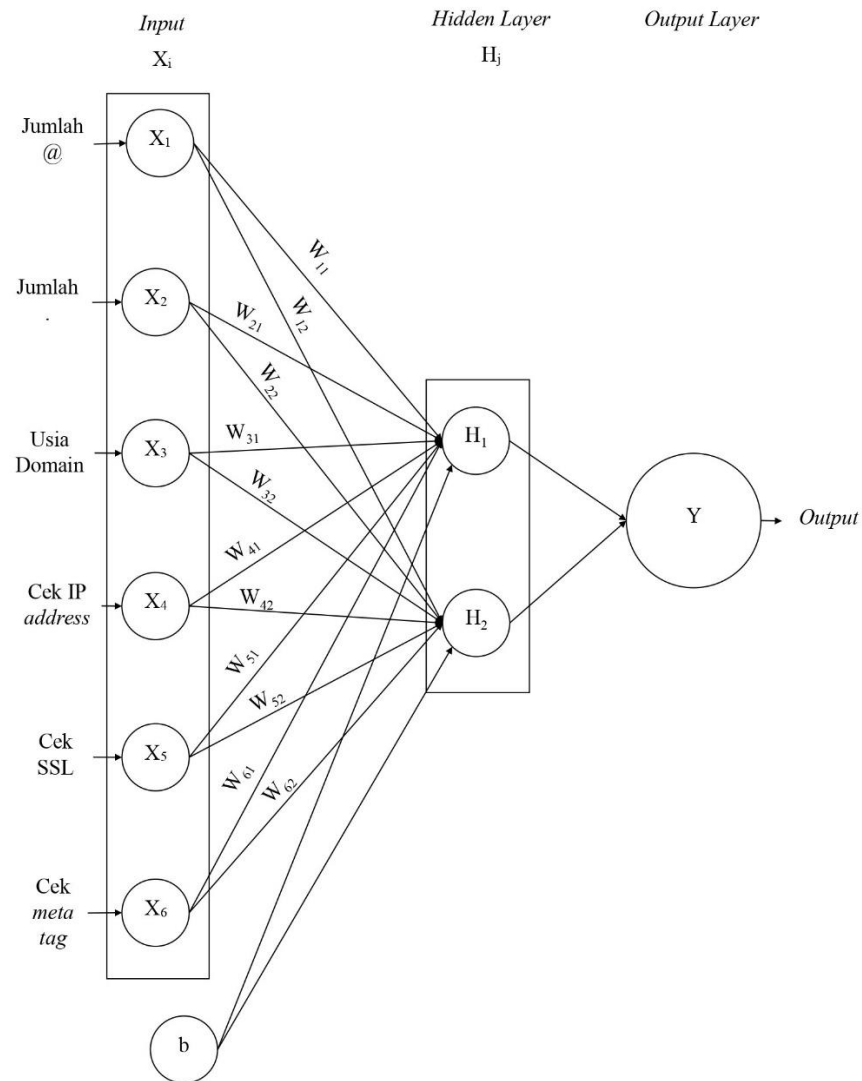 Input
Hidden Layer
Output Layer
Xᵢ
Hⱼ
Jumlah
@
X₁
W₁₁
W₁₂
Jumlah
.
X₂
W₂₁
W₂₂
Usia
Domain
X₃
W₃₁
W₃₂
H₁
Y
Output
Cek IP
address
X₄
W₄₁
W₄₂
H₂
Cek
SSL
X₅
W₅₁
W₅₂
Cek
meta
tag
X₆
W₆₁
W₆₂
b